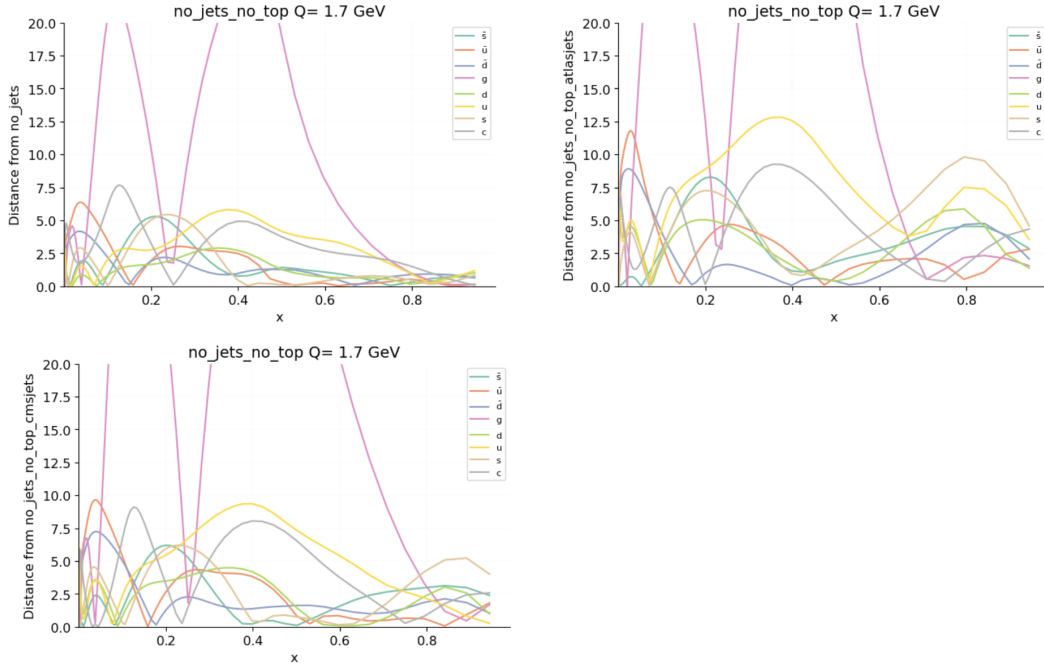 no_jets_no_top Q= 1.7 GeV
Distance from no_jets
20.0
17.5
15.0
12.5
10.0
7.5
5.0
2.5
0.0
0.2
0.4
0.6
0.8
x
s̄
ū
d̄
g
d
u
s
c
no_jets_no_top Q= 1.7 GeV
Distance from no_jets_no_top_atlasjets
20.0
17.5
15.0
12.5
10.0
7.5
5.0
2.5
0.0
0.2
0.4
0.6
0.8
x
s̄
ū
d̄
g
d
u
s
c
no_jets_no_top Q= 1.7 GeV
Distance from no_jets_no_top_cmsjets
20.0
17.5
15.0
12.5
10.0
7.5
5.0
2.5
0.0
0.2
0.4
0.6
0.8
x
s̄
ū
d̄
g
d
u
s
c